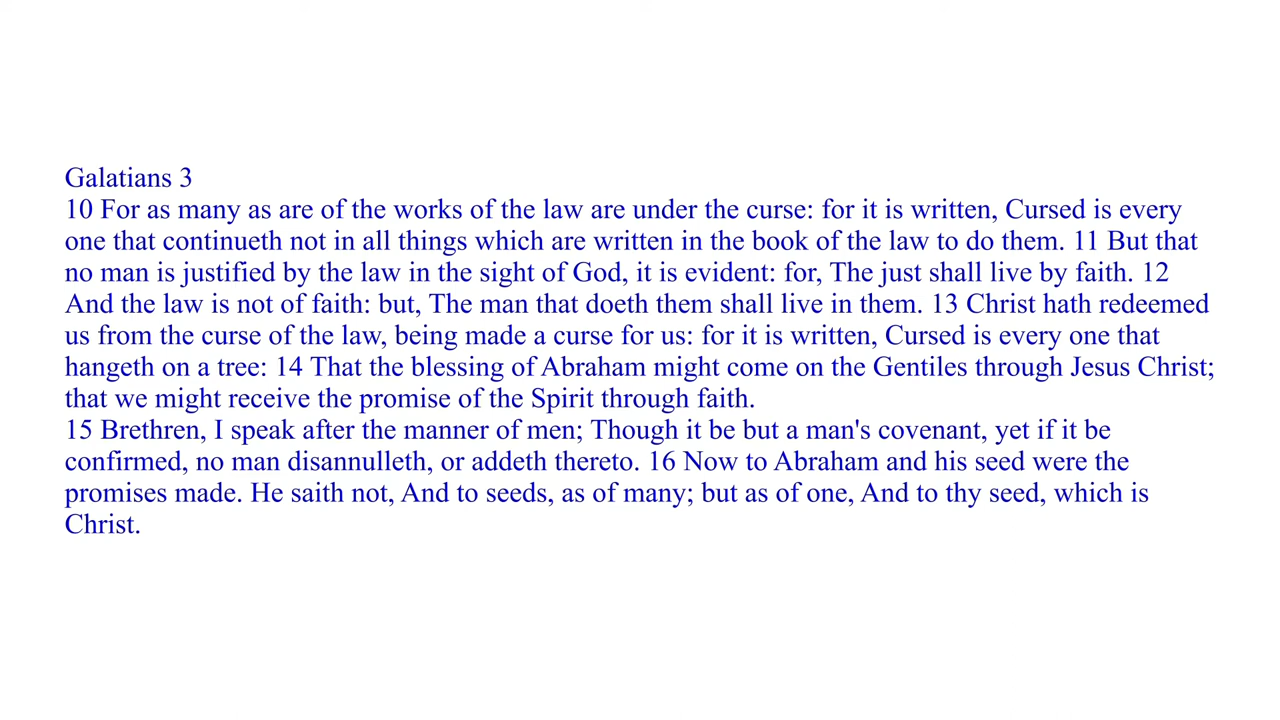 Galatians 3
10 For as many as are of the works of the law are under the curse: for it is written, Cursed is every
one that continueth not in all things which are written in the book of the law to do them. 11 But that
no man is justified by the law in the sight of God, it is evident: for, The just shall live by faith. 12
And the law is not of faith: but, The man that doeth them shall live in them. 13 Christ hath redeemed
us from the curse of the law, being made a curse for us: for it is written, Cursed is every one that
hangeth on a tree: 14 That the blessing of Abraham might come on the Gentiles through Jesus Christ;
that we might receive the promise of the Spirit through faith.
15 Brethren, I speak after the manner of men; Though it be but a man's covenant, yet if it be
confirmed, no man disannulleth, or addeth thereto. 16 Now to Abraham and his seed were the
promises made. He saith not, And to seeds, as of many; but as of one, And to thy seed, which is
Christ.